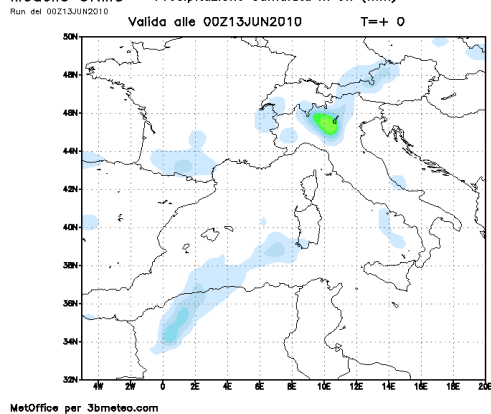 Run del 00Z13JUN2010
Valida alle 00Z13JUN2010 T=+ 0
50N
48N
46N
44N
42N
40N
38N
36N
34N
32N
4W 2W 0 2E 4E 6E 8E 10E 12E 14E 16E 18E 20E
MetOffice per 3bmeteo.com